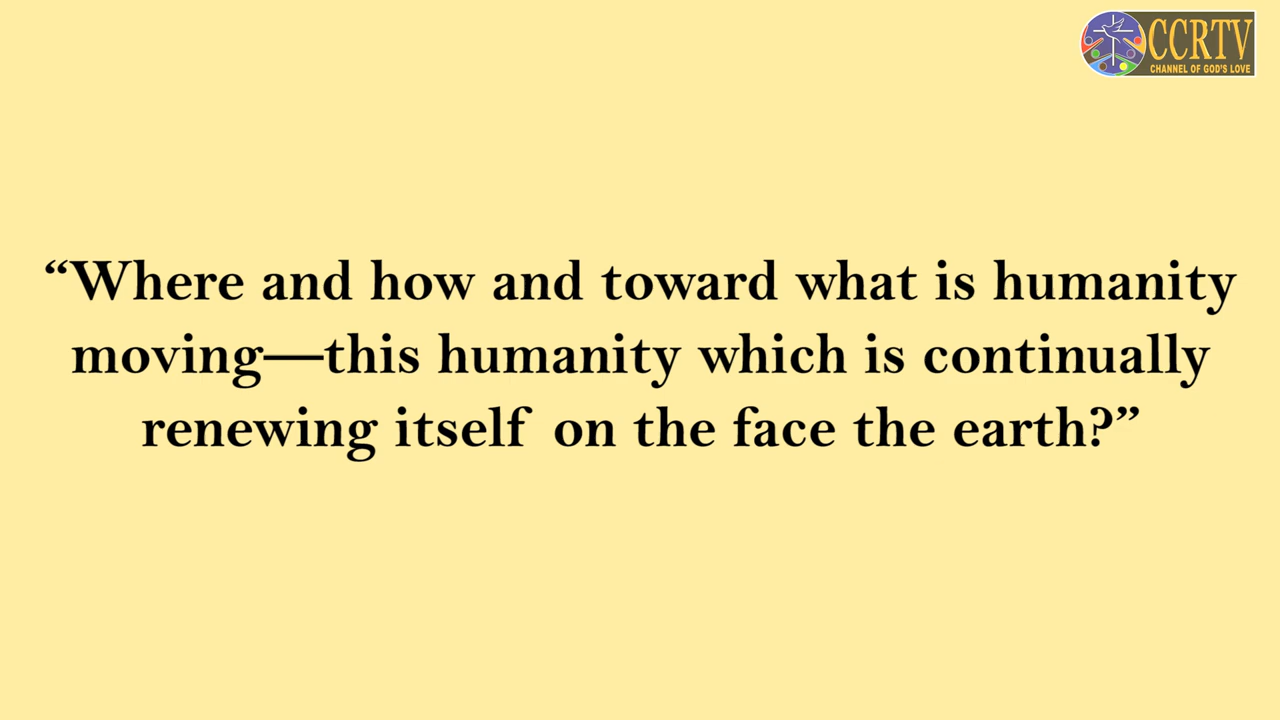 CCRTV
CHANNEL OF GOD'S LOVE
“Where and how and toward what is humanity
moving—this humanity which is continually
renewing itself on the face the earth?”